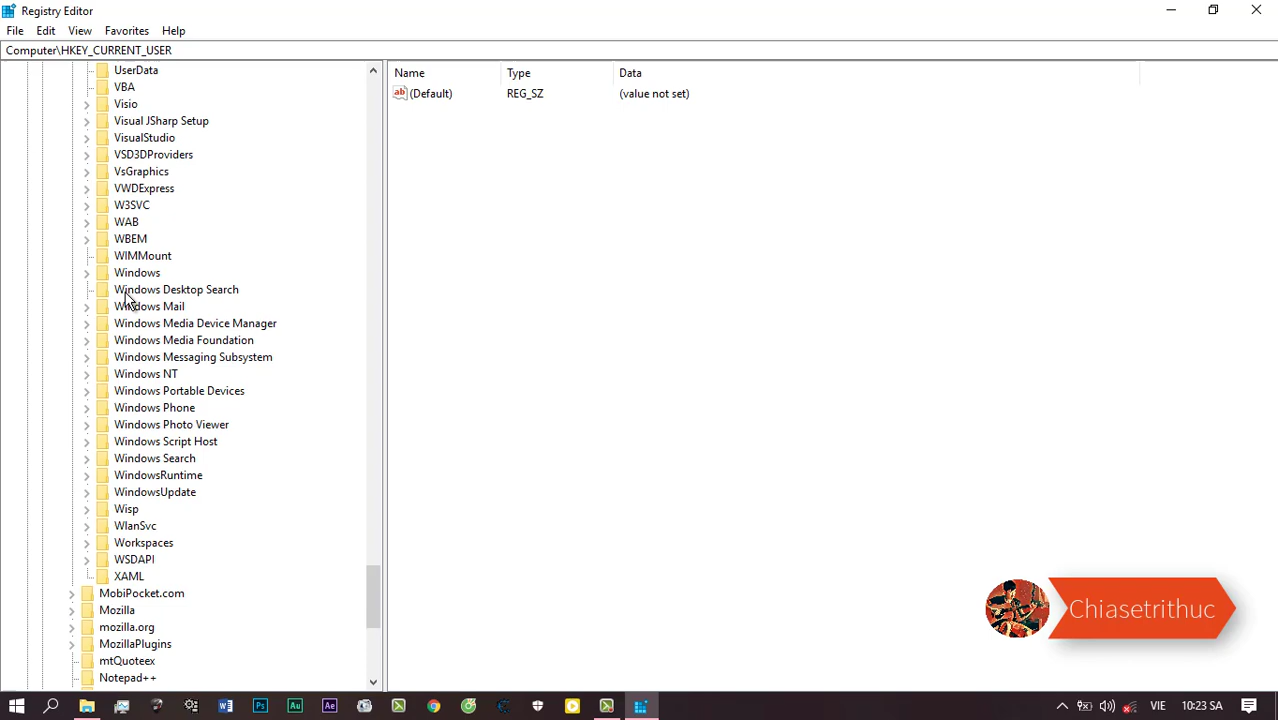 Registry Editor
File Edit View Favorites Help
Computer\HKEY_CURRENT_USER
UserData
VBA
Visio
Visual JSharp Setup
VisualStudio
VSD3DProviders
VsGraphics
VWDExpress
W3SVC
WAB
WBEM
WIMMount
Windows
Windows Desktop Search
Windows Mail
Windows Media Device Manager
Windows Media Foundation
Windows Messaging Subsystem
Windows NT
Windows Portable Devices
Windows Phone
Windows Photo Viewer
Windows Script Host
Windows Search
WindowsRuntime
WindowsUpdate
Wisp
WlanSvc
Workspaces
WSDAPI
XAML
MobiPocket.com
Mozilla
mozilla.org
MozillaPlugins
mtQuoteex
Notepad++
Name Type Data
ab (Default) REG_SZ (value not set)
Chiasetrithuc
W Ps Au Ae VIE 10:23 SA